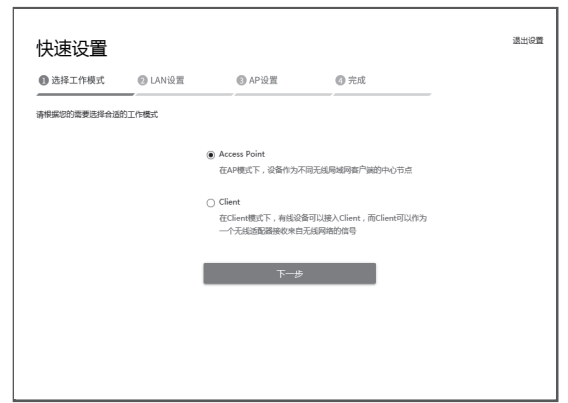 退出设置
快速设置
1 选择工作模式 2 LAN设置 3 AP设置 4 完成
请根据您的需要选择合适的工作模式
Access Point
在AP模式下，设备作为不同无线局域网客户端的中心节点
Client
在Client模式下，有线设备可以接入Client，而Client可以作为
一个无线适配器接收来自无线网络的信号
下一步